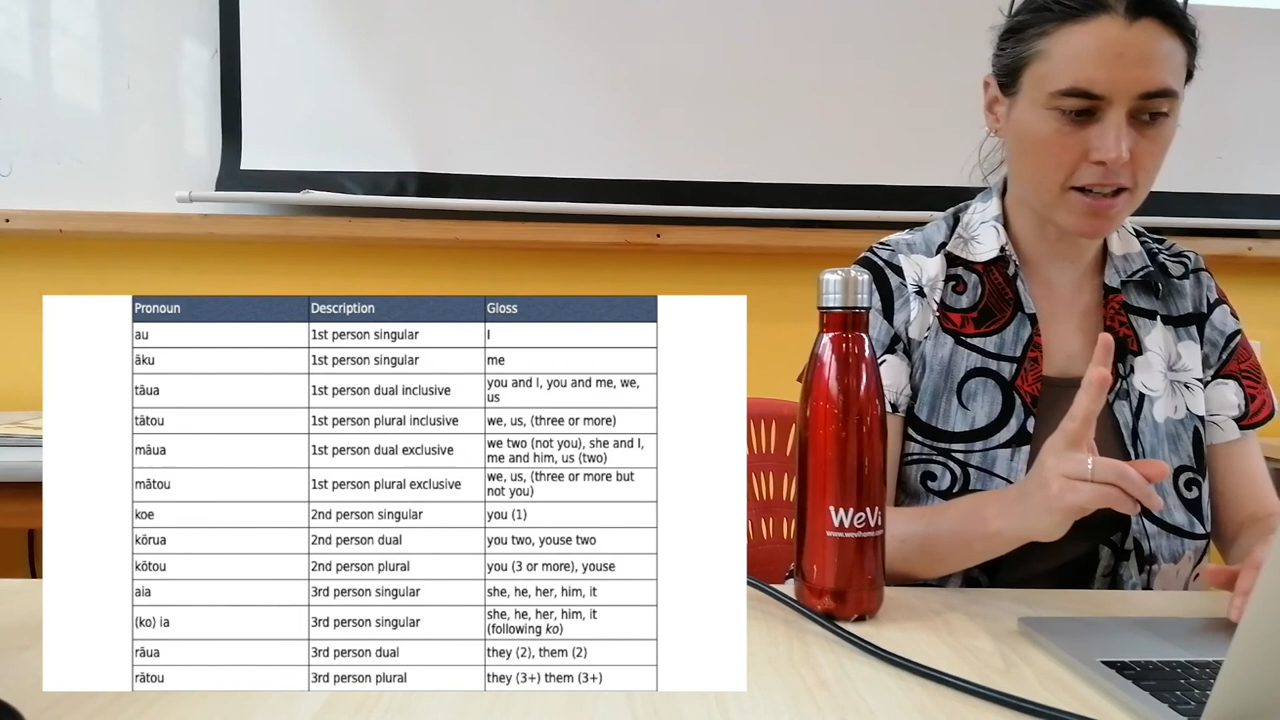 Pronoun Description Gloss
au 1st person singular I
āku 1st person singular me
tāua 1st person dual inclusive you and I, you and me, we,
us
tātou 1st person plural inclusive we, us, (three or more)
māua 1st person dual exclusive we two (not you), she and I,
me and him, us (two)
mātou 1st person plural exclusive we, us, (three or more but
not you)
koe 2nd person singular you (1)
kōrua 2nd person dual you two, youse two
kōtou 2nd person plural you (3 or more), youse
aia 3rd person singular she, he, her, him, it
(ko) ia 3rd person singular she, he, her, him, it
(following ko)
rāua 3rd person dual they (2), them (2)
rātou 3rd person plural they (3+) them (3+)
WeVi